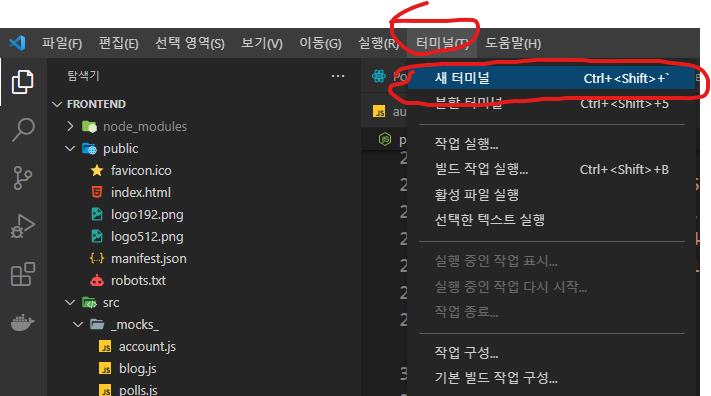 파일(F) 편집(E) 선택 영역(S) 보기(V) 이동(G) 실행(R) 터미널(T) 도움말(H)
탐색기 ...
FRONTEND
node_modules
public
favicon.ico
index.html
logo192.png
logo512.png
manifest.json
robots.txt
src
_mocks_
account.js
blog.js
polls.js
JS au
새 터미널 Ctrl+<Shift>+`
분할 터미널 Ctrl+<Shift>+5
작업 실행...
빌드 작업 실행... Ctrl+<Shift>+B
활성 파일 실행
선택한 텍스트 실행
실행 중인 작업 표시...
실행 중인 작업 다시 시작...
작업 종료...
작업 구성...
기본 빌드 작업 구성...